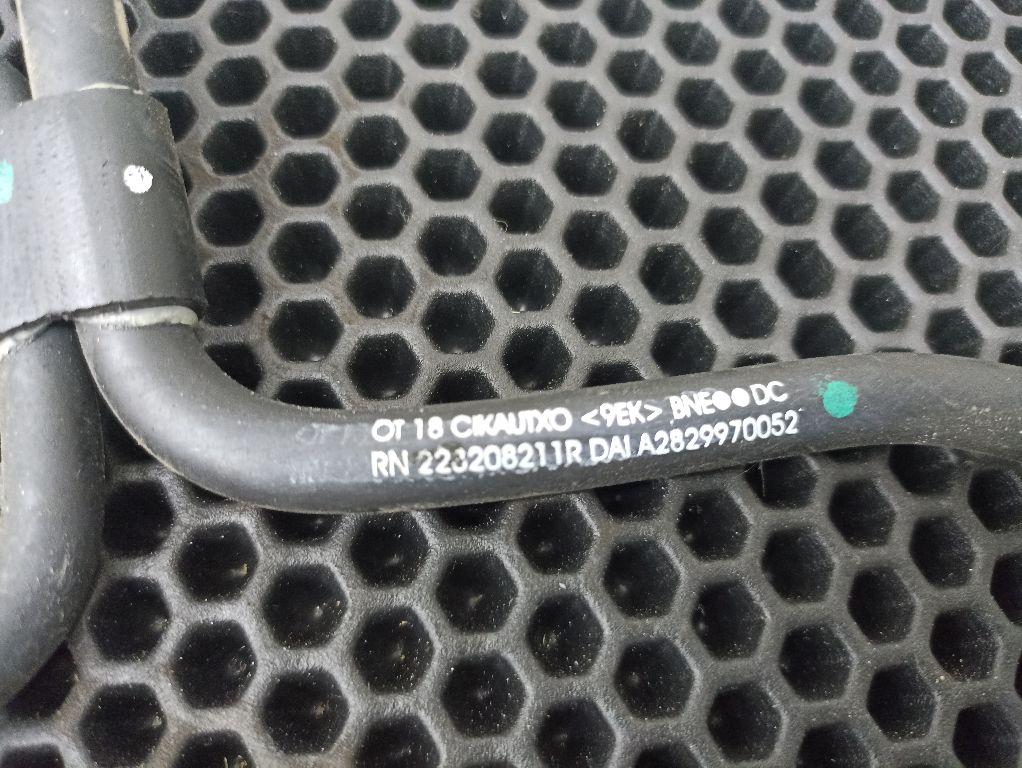 OT 18 CIKAUTXO <9EK> BNE●●DC
RN 223208211R DAI A2829970052